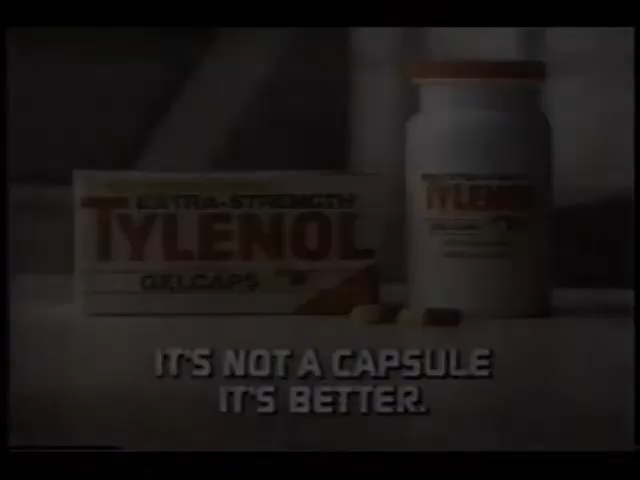 EXTRA-STRENGTH
TYLENOL
GELCAPS
TYLENOL
IT'S NOT A CAPSULE
IT'S BETTER.